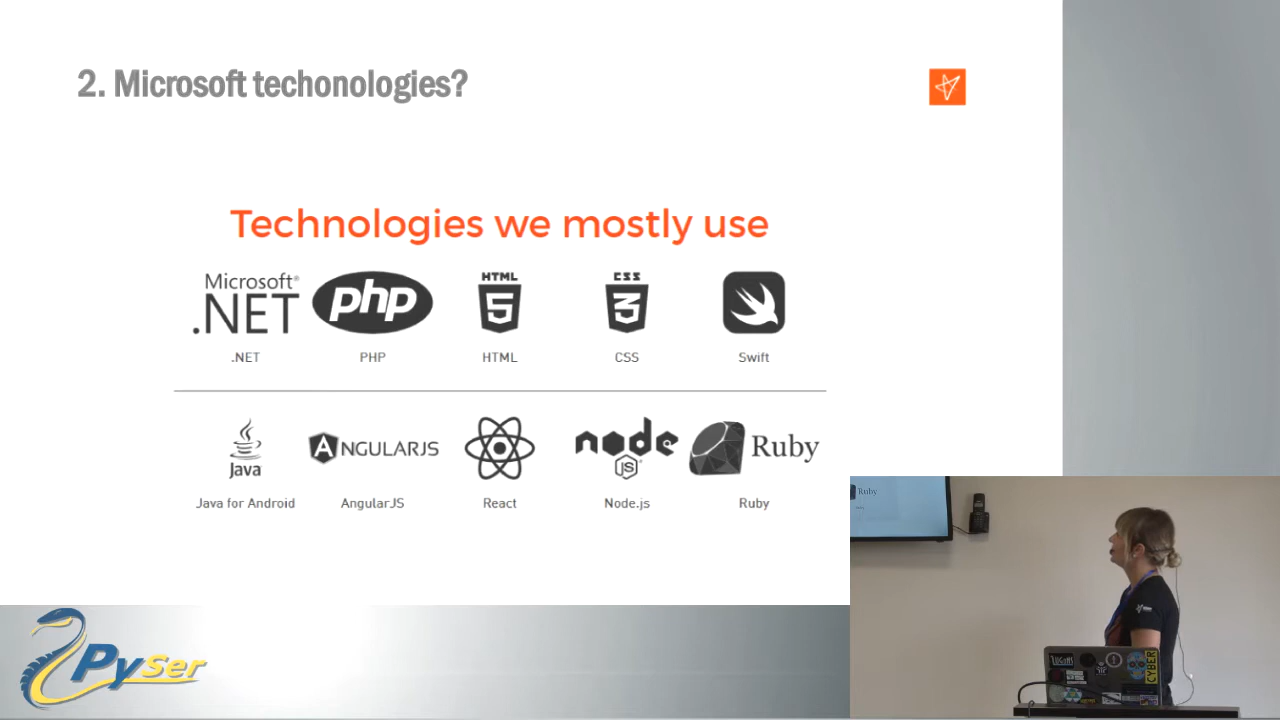 2. Microsoft techonologies?
Technologies we mostly use
Microsoft®
.NET
php
HTML
5
CSS
3
.NET
PHP
HTML
CSS
Swift
Java
A
NGULARJS
node
JS
Ruby
Java for Android
AngularJS
React
Node.js
Ruby
PySer
Ruby
CYBER